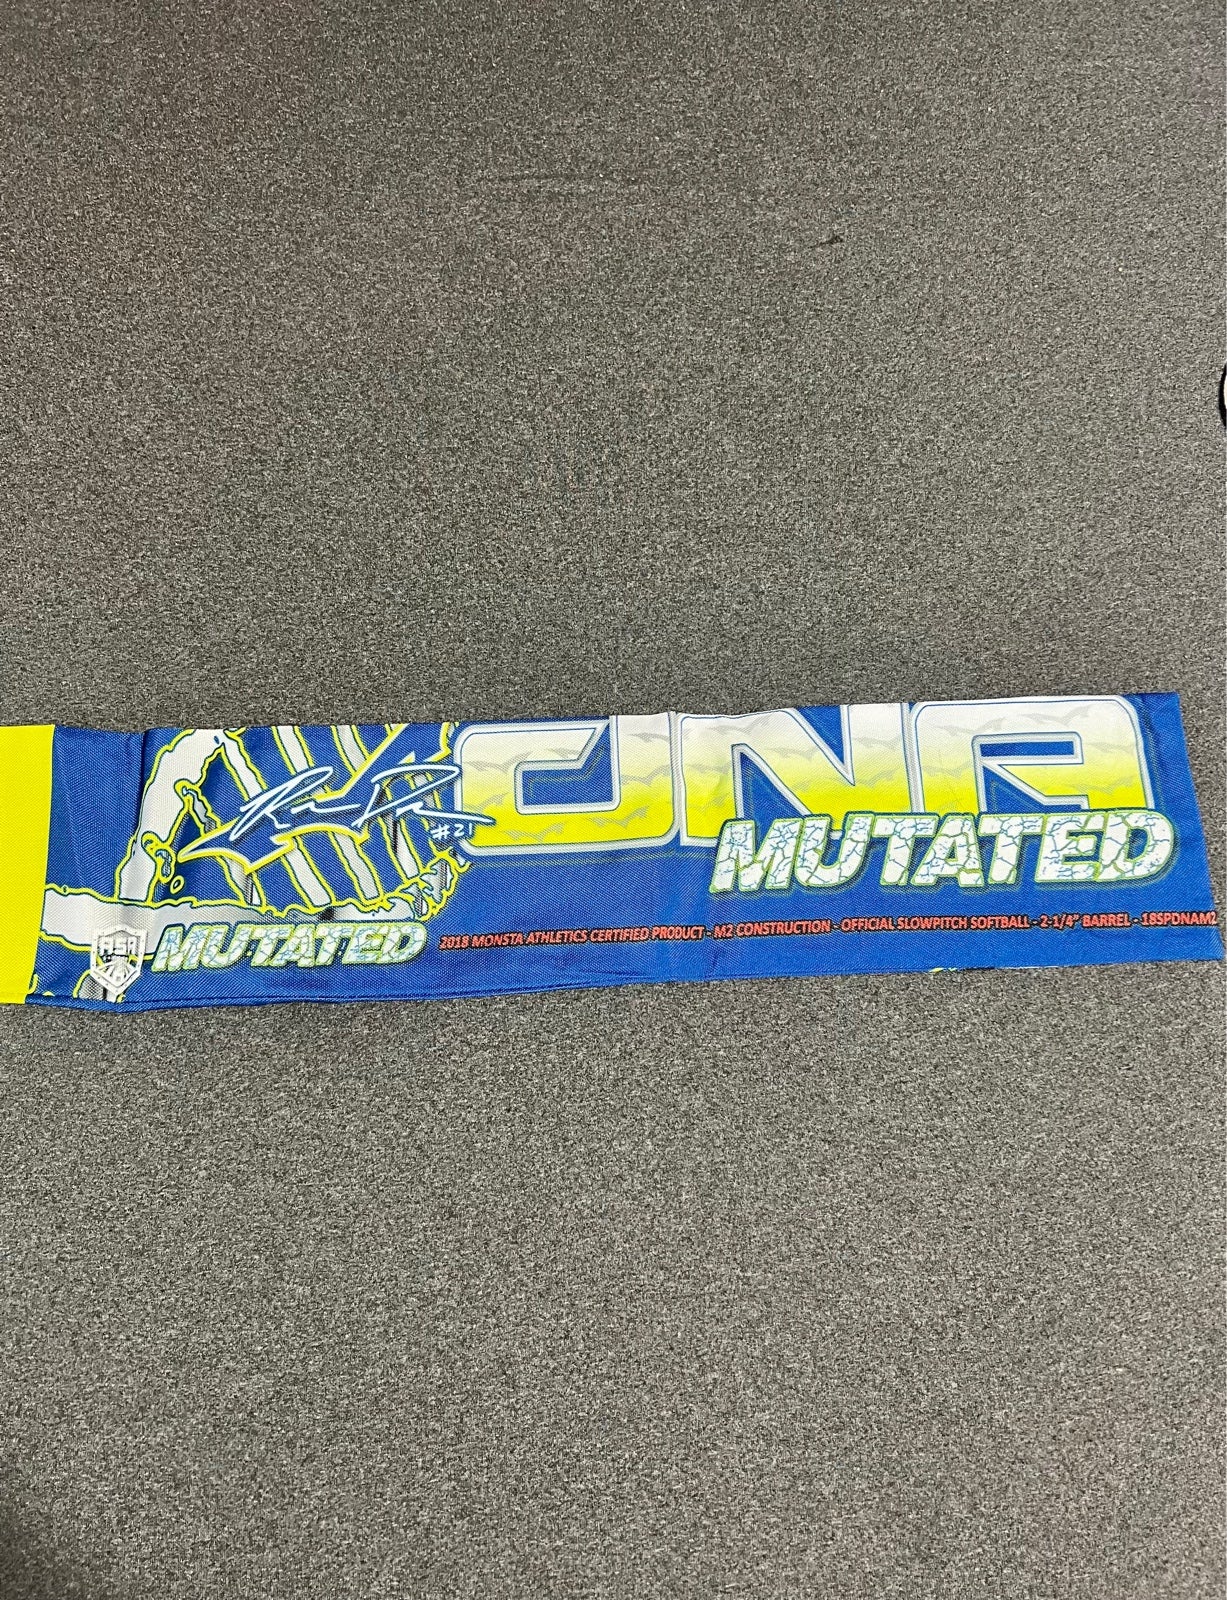 DNA
MUTATED
#21
ASA
MUTATED
2018 MONSTA ATHLETICS CERTIFIED PRODUCT - M2 CONSTRUCTION - OFFICIAL SLOWPITCH SOFTBALL - 2-1/4" BARREL - 18SPDNAM2